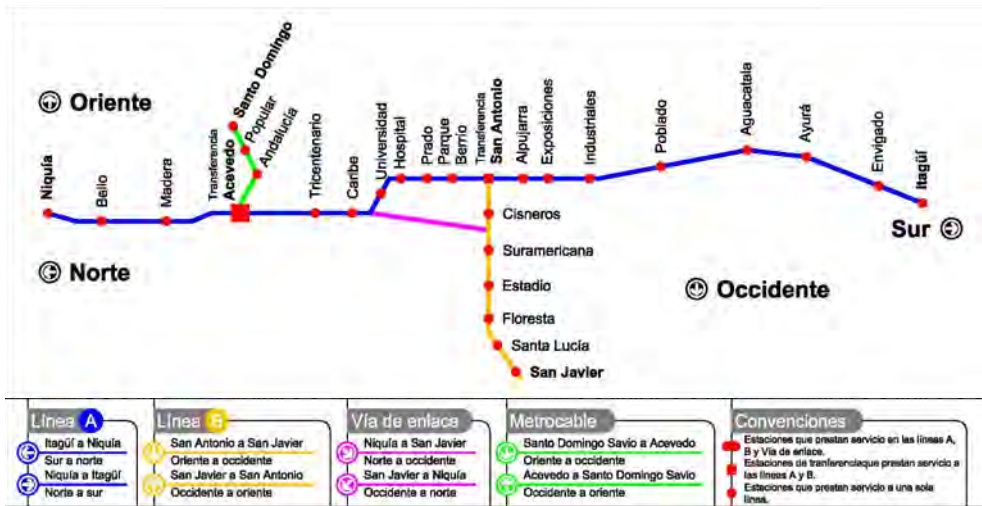 Oriente
Santo Domingo
Popular
Andalucía
Transferencia
Acevedo
Niquía
Bello
Madera
Tricentenario
Caribe
Universidad
Hospital
Prado
Parque
Berrío
Transferencia
San Antonio
Alpujarra
Exposiciones
Industriales
Poblado
Aguacatala
Ayurá
Envigado
Itagüí
Cisneros
Sur
Norte
Suramericana
Estadio
Occidente
Floresta
Santa Lucía
San Javier
Línea A
Itagüí a Niquía
Sur a norte
Niquía a Itagüí
Norte a sur
Línea B
San Antonio a San Javier
Oriente a occidente
San Javier a San Antonio
Occidente a oriente
Vía de enlace
Niquía a San Javier
Norte a occidente
San Javier a Niquía
Occidente a norte
Metrocable
Santo Domingo Savio a Acevedo
Oriente a occidente
Acevedo a Santo Domingo Savio
Occidente a oriente
Convenciones
Estaciones que prestan servicio en las líneas A,
B y Vía de enlace.
Estaciones de tranferenciaque prestan servicio a
las líneas A y B.
Estaciones que prestan servicio a una sola
línea.